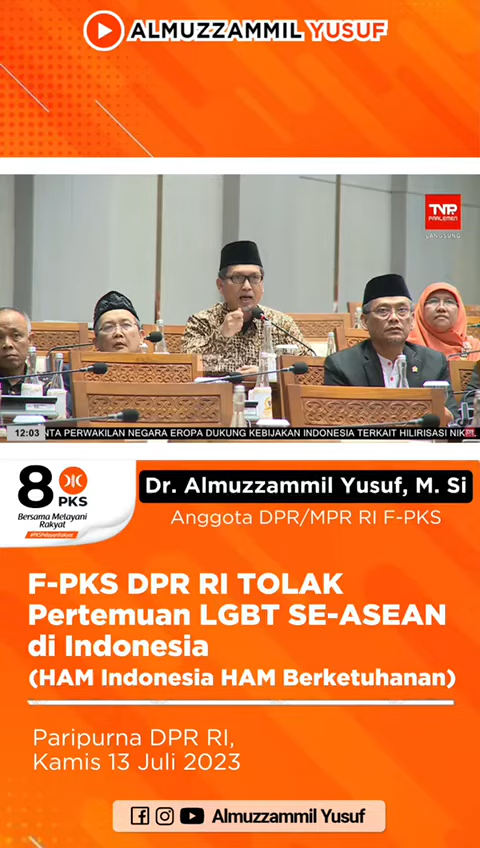 ALMUZZAMMIL YUSUF
TVR
PARLEMEN
LANGSUNG
12:03 NTA PERWAKILAN NEGARA EROPA DUKUNG KEBIJAKAN INDONESIA TERKAIT HILIRISASI NIK
8 PKS
Bersama Melayani
Rakyat
#PKSPelayanRakyat
Dr. Almuzzammil Yusuf, M. Si
Anggota DPR/MPR RI F-PKS
F-PKS DPR RI TOLAK
Pertemuan LGBT SE-ASEAN
di Indonesia
(HAM Indonesia HAM Berketuhanan)
Paripurna DPR RI,
Kamis 13 Juli 2023
Almuzzammil Yusuf